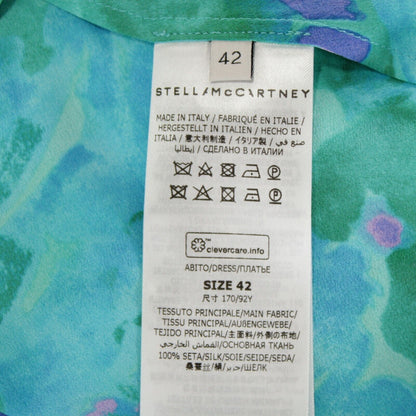 42
STELLAMcCARTNEY
MADE IN ITALY / FABRIQUÉ EN ITALIE /
HERGESTELLT IN ITALIEN / HECHO EN
ITALIA / 意大利制造 / イタリア製 / صنع في
إيطاليا / СДЕЛАНО В ИТАЛИИ
clevercare.info
ABITO/DRESS/ПЛАТЬЕ
SIZE 42
尺寸 170/92Y
TESSUTO PRINCIPALE/MAIN FABRIC/
TISSU PRINCIPAL/AUßENGEWEBE/
TEJIDO PRINCIPAL/主面料/外側の布地/
القماش الخارجي/ОСНОВНАЯ ТКАНЬ
100% SETA/SILK/SOIE/SEIDE/SEDA/
桑蚕丝/絹/حرير/ШЕЛК